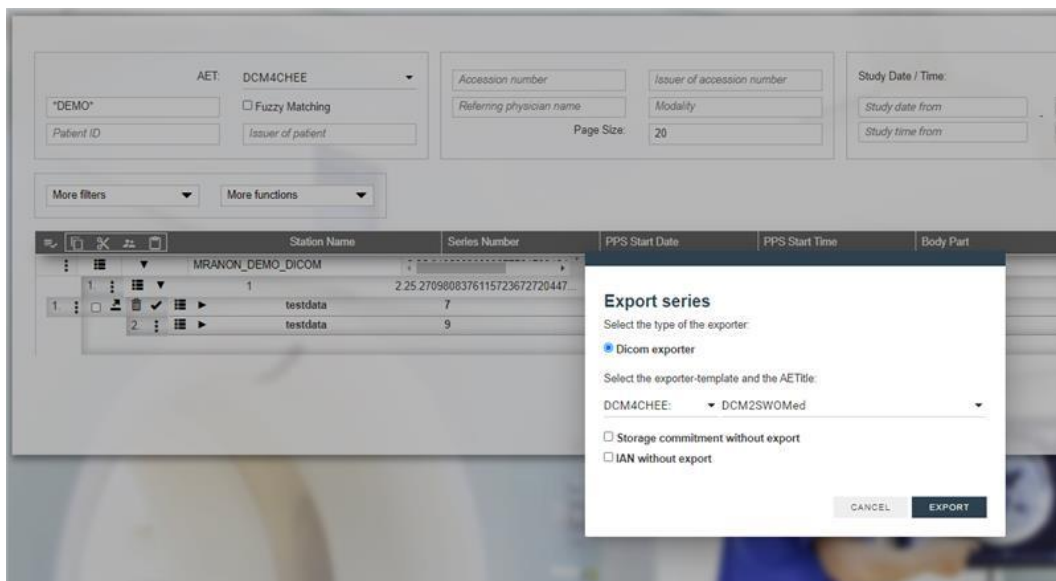 AET: DCM4CHEE
*DEMO*
Fuzzy Matching
Patient ID
Issuer of patient
Accession number
Issuer of accession number
Referring physician name
Modality
Page Size: 20
Study Date / Time:
Study date from
-
Study time from
More filters
More functions
Station Name Series Number PPS Start Date PPS Start Time Body Part
MRANON_DEMO_DICOM
1. 1 2.25.2709808376115723672720447...
1. testdata 7
2. testdata 9
Export series
Select the type of the exporter:
Dicom exporter
Select the exporter-template and the AETitle:
DCM4CHEE: DCM2SWOMed
Storage commitment without export
IAN without export
CANCEL EXPORT